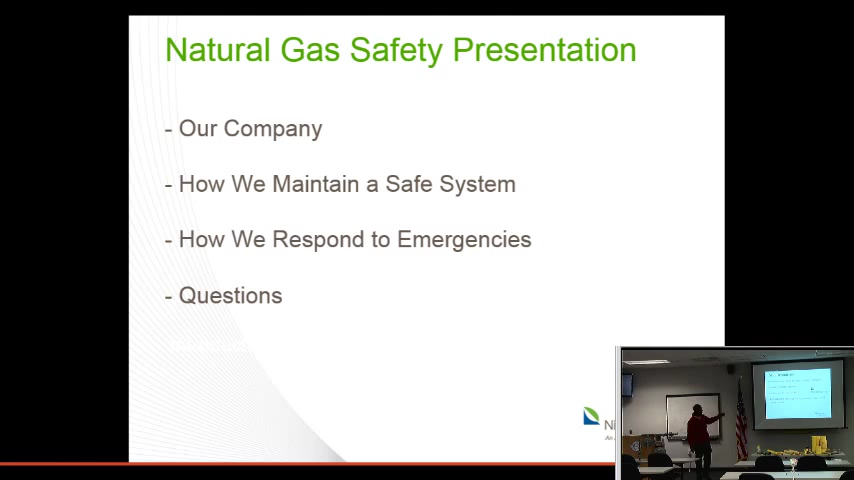 Natural Gas Safety Presentation
- Our Company
- How We Maintain a Safe System
- How We Respond to Emergencies
- Questions